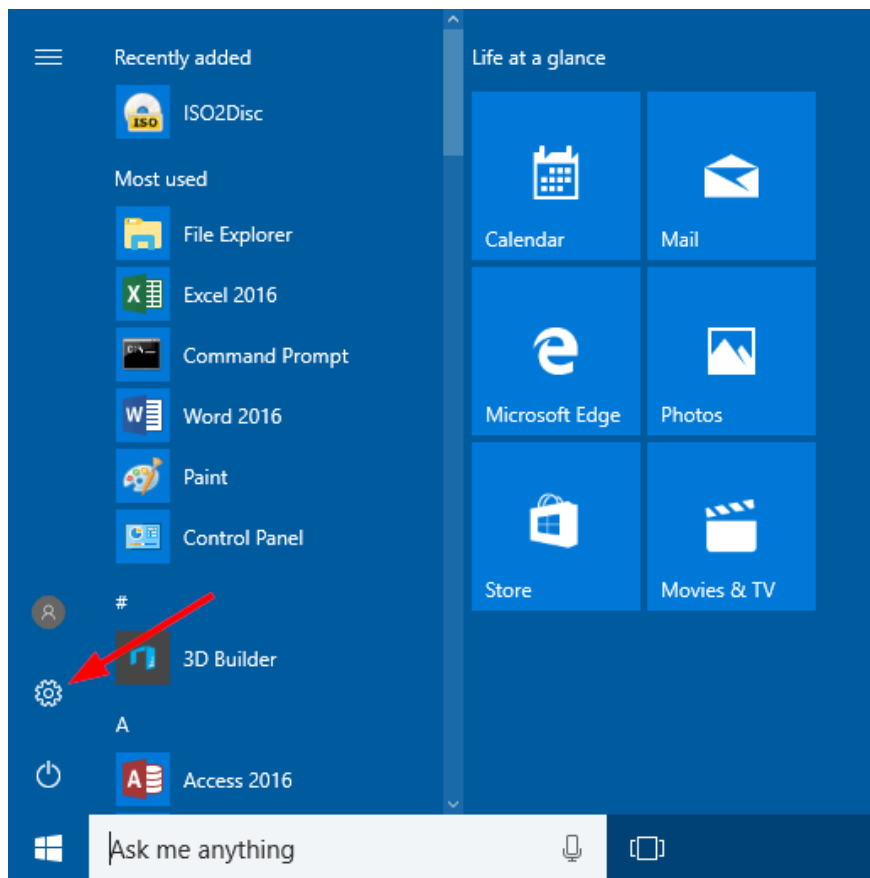 Recently added
ISO
ISO2Disc
Most used
File Explorer
X
Excel 2016
C:\_
Command Prompt
W
Word 2016
Paint
Control Panel
#
3D Builder
A
A
Access 2016
Ask me anything
Life at a glance
Calendar
Mail
Microsoft Edge
Photos
Store
Movies & TV